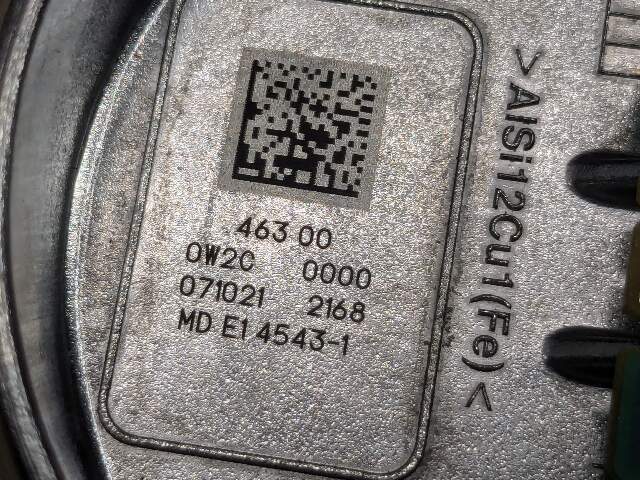 463 00
0W2C 0000
071021 2168
MD E1 4543-1
>AlSi12Cu1(Fe)<